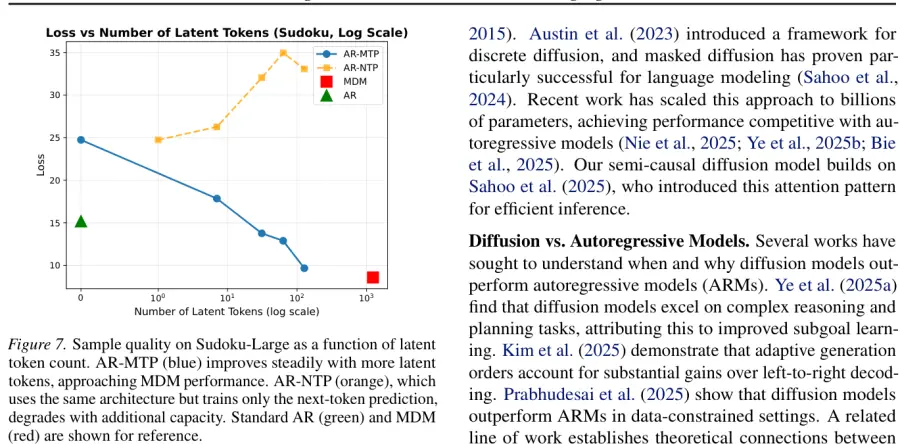 Loss vs Number of Latent Tokens (Sudoku, Log Scale)
35
30
25
20
15
10
Loss
AR-MTP
AR-NTP
MDM
AR
0
10⁰
10¹
10²
10³
Number of Latent Tokens (log scale)
Figure 7. Sample quality on Sudoku-Large as a function of latent
token count. AR-MTP (blue) improves steadily with more latent
tokens, approaching MDM performance. AR-NTP (orange), which
uses the same architecture but trains only the next-token prediction,
degrades with additional capacity. Standard AR (green) and MDM
(red) are shown for reference.
2015). Austin et al. (2023) introduced a framework for
discrete diffusion, and masked diffusion has proven par-
ticularly successful for language modeling (Sahoo et al.,
2024). Recent work has scaled this approach to billions
of parameters, achieving performance competitive with au-
toregressive models (Nie et al., 2025; Ye et al., 2025b; Bie
et al., 2025). Our semi-causal diffusion model builds on
Sahoo et al. (2025), who introduced this attention pattern
for efficient inference.
Diffusion vs. Autoregressive Models. Several works have
sought to understand when and why diffusion models out-
perform autoregressive models (ARMs). Ye et al. (2025a)
find that diffusion models excel on complex reasoning and
planning tasks, attributing this to improved subgoal learn-
ing. Kim et al. (2025) demonstrate that adaptive generation
orders account for substantial gains over left-to-right decod-
ing. Prabhudesai et al. (2025) show that diffusion models
outperform ARMs in data-constrained settings. A related
line of work establishes theoretical connections between